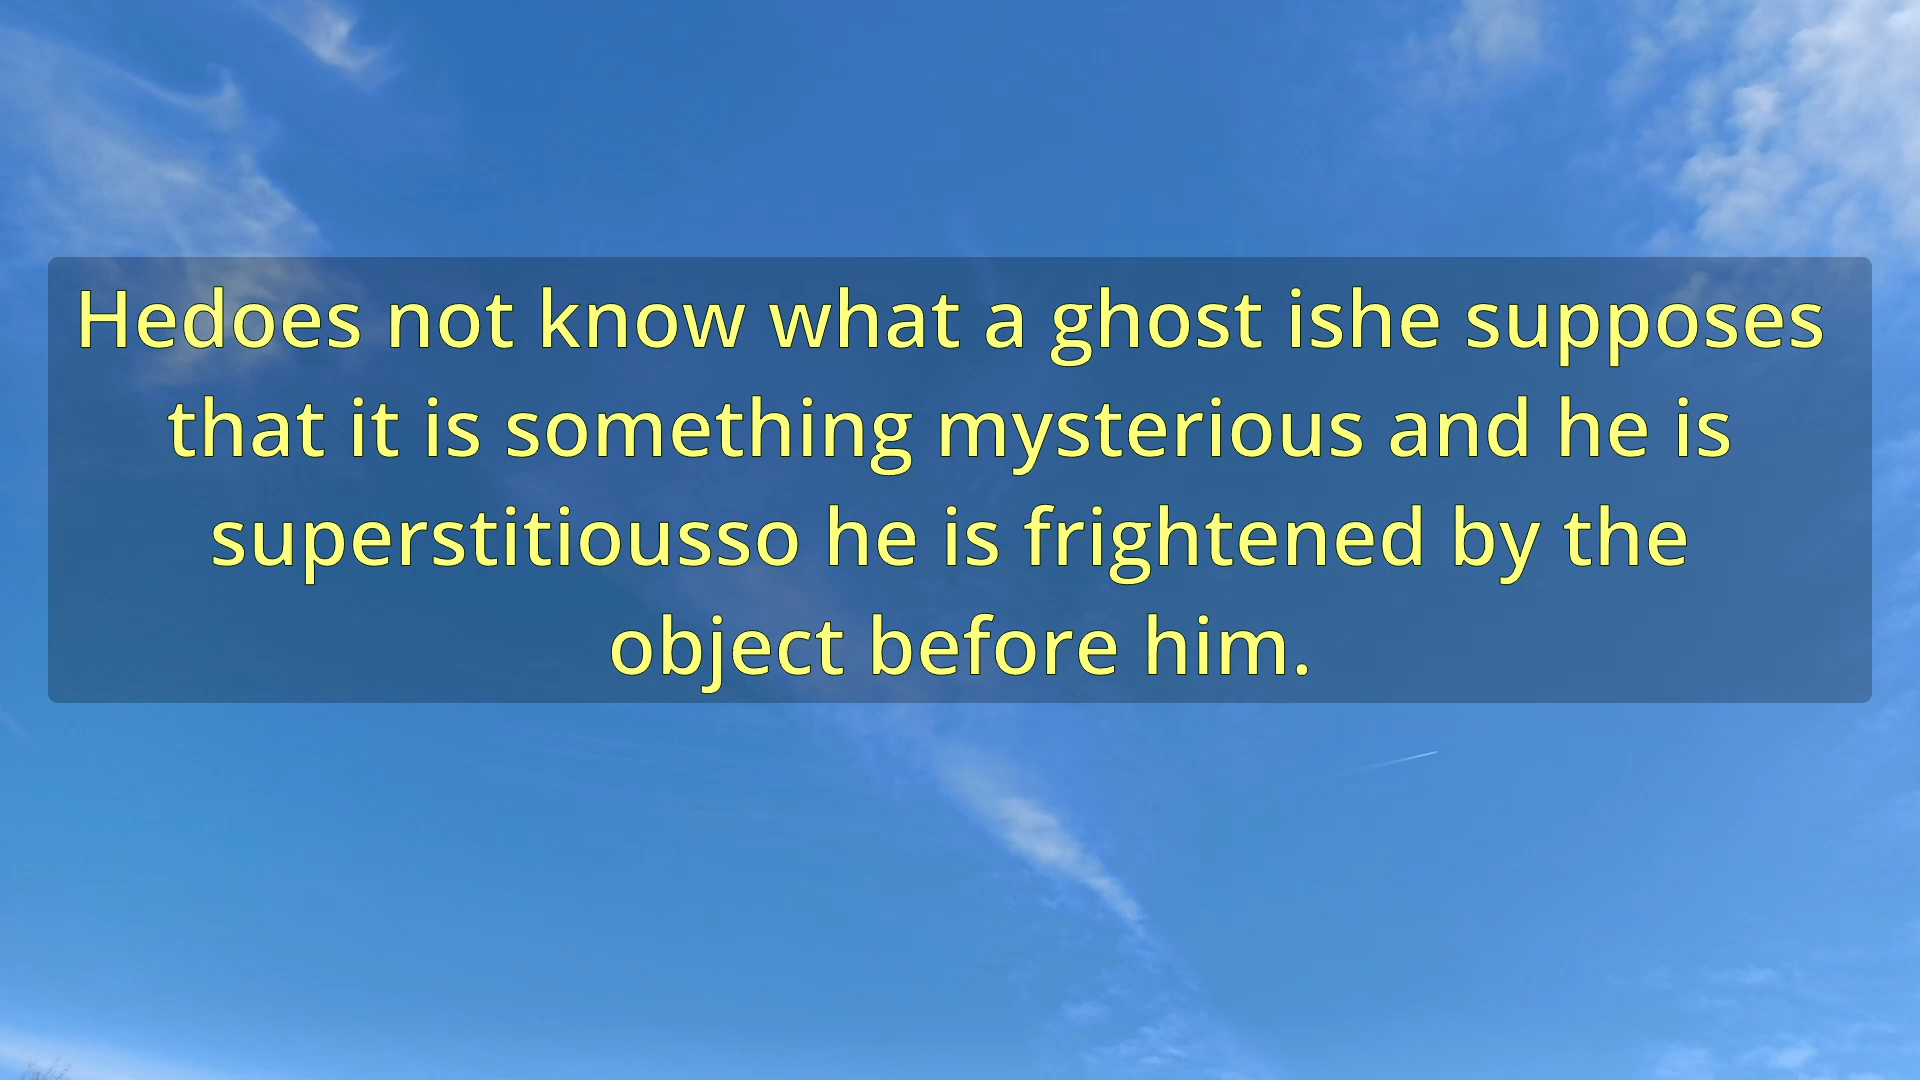 Hedoes not know what a ghost ishe supposes
that it is something mysterious and he is
superstitiousso he is frightened by the
object before him.